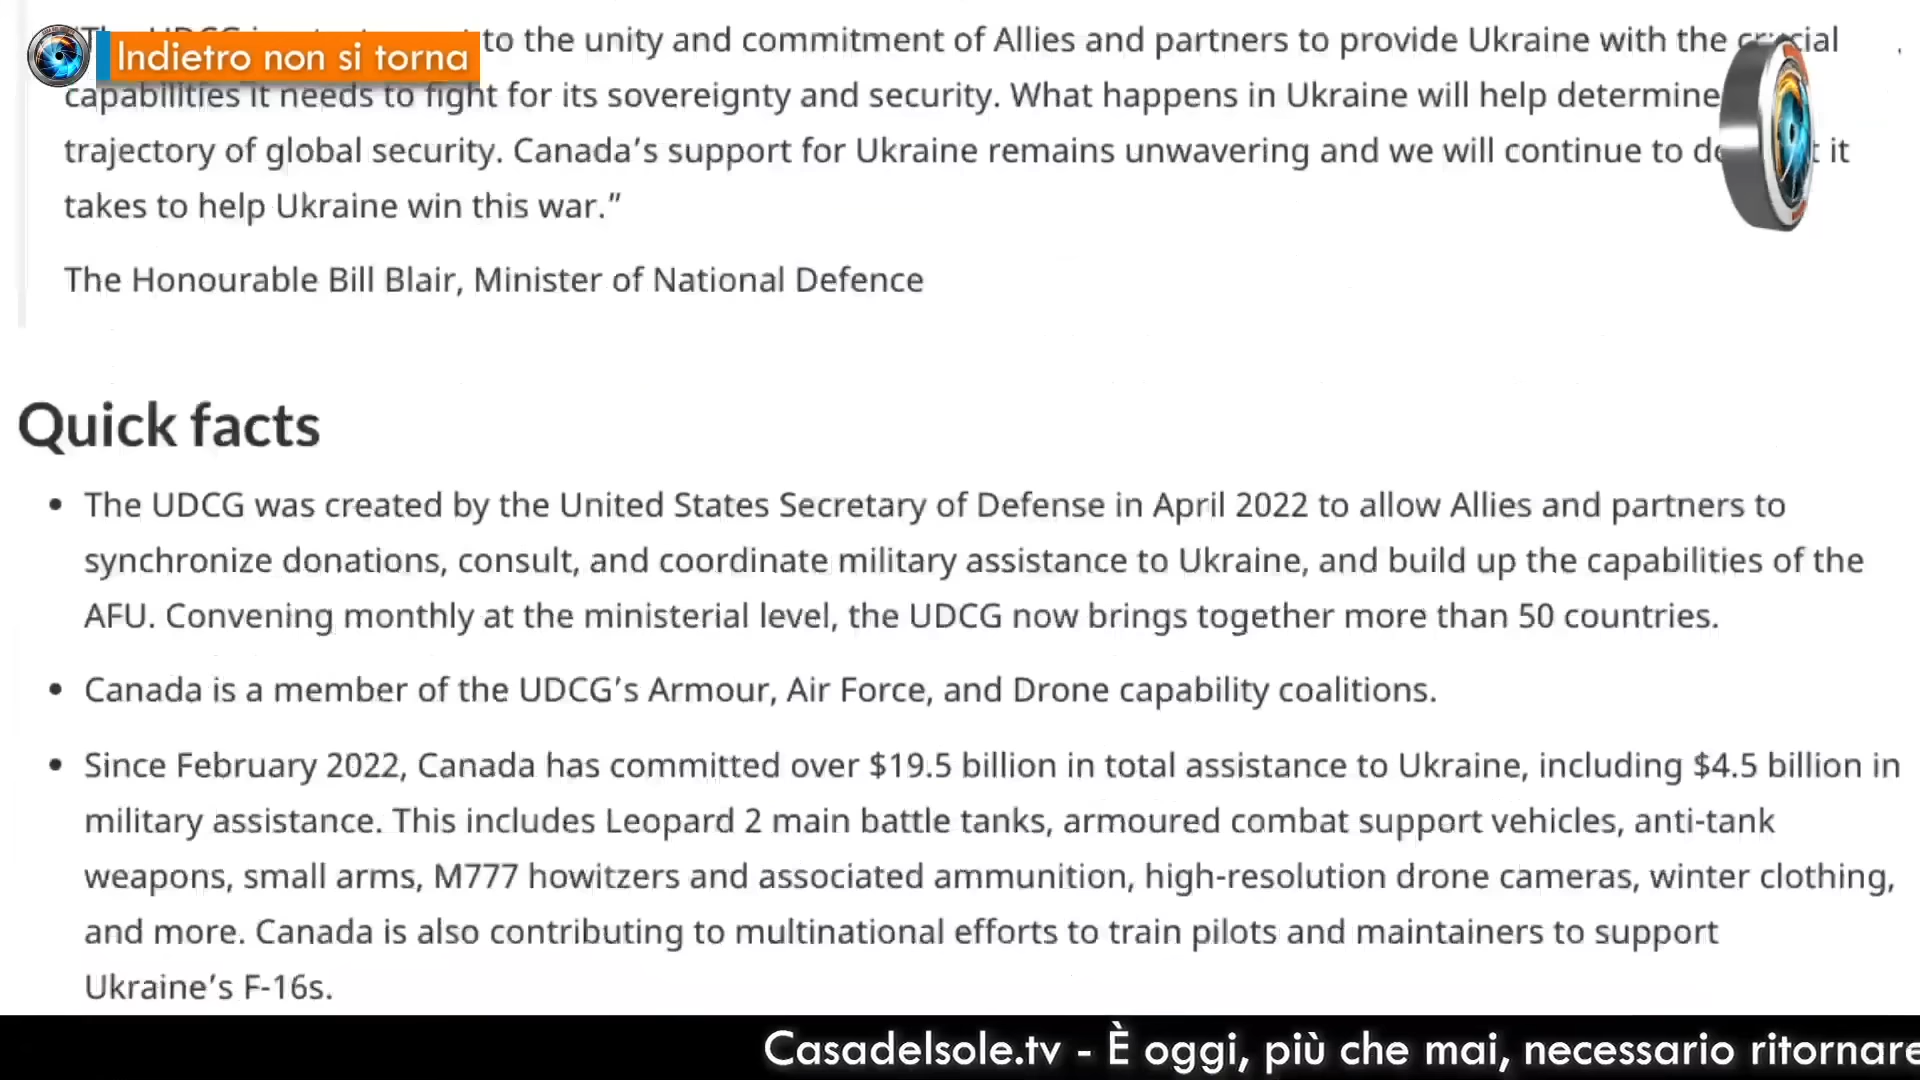 Indietro non si torna
to the unity and commitment of Allies and partners to provide Ukraine with the crucial
capabilities it needs to fight for its sovereignty and security. What happens in Ukraine will help determine
trajectory of global security. Canada’s support for Ukraine remains unwavering and we will continue to it
takes to help Ukraine win this war.”
The Honourable Bill Blair, Minister of National Defence
Quick facts
• The UDCG was created by the United States Secretary of Defense in April 2022 to allow Allies and partners to
synchronize donations, consult, and coordinate military assistance to Ukraine, and build up the capabilities of the
AFU. Convening monthly at the ministerial level, the UDCG now brings together more than 50 countries.
• Canada is a member of the UDCG’s Armour, Air Force, and Drone capability coalitions.
• Since February 2022, Canada has committed over $19.5 billion in total assistance to Ukraine, including $4.5 billion in
military assistance. This includes Leopard 2 main battle tanks, armoured combat support vehicles, anti-tank
weapons, small arms, M777 howitzers and associated ammunition, high-resolution drone cameras, winter clothing,
and more. Canada is also contributing to multinational efforts to train pilots and maintainers to support
Ukraine’s F-16s.
Casadelsole.tv - È oggi, più che mai, necessario ritornare